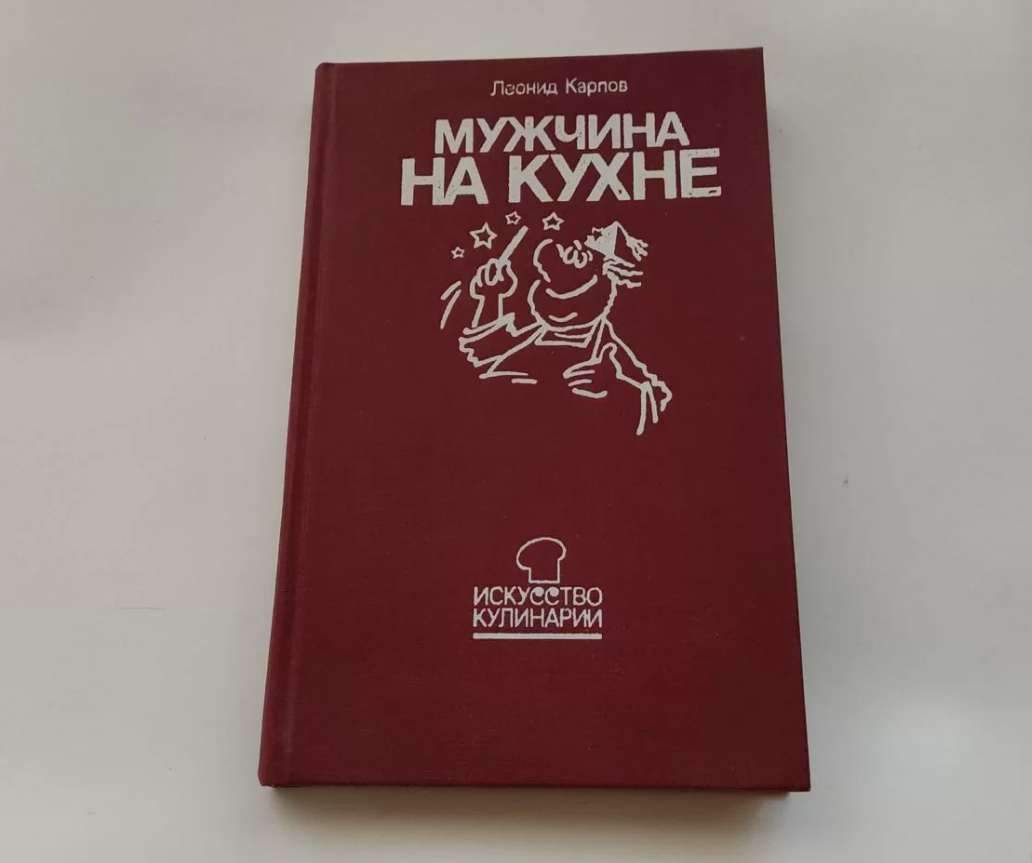 Леонид Карпов
МУЖЧИНА
НА КУХНЕ
ИСКУССТВО
КУЛИНАРИИ